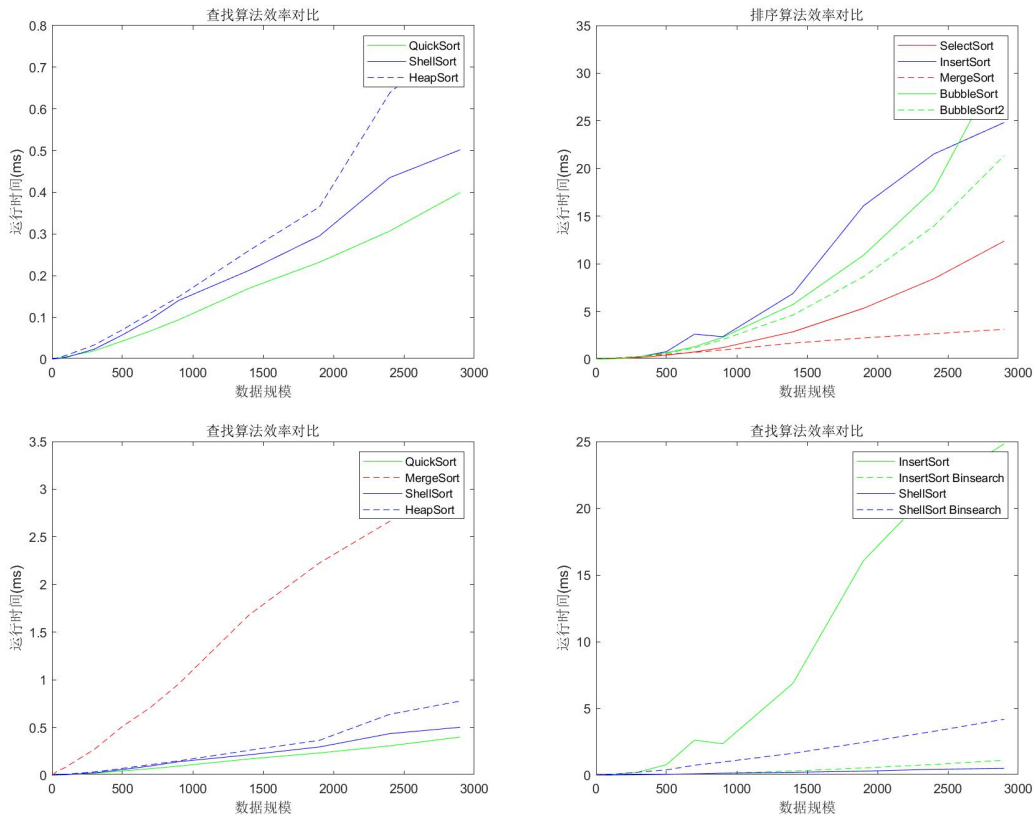 查找算法效率对比
0.8
0.7
0.6
0.5
0.4
0.3
0.2
0.1
0
运行时间(ms)
QuickSort
ShellSort
HeapSort
0 500 1000 1500 2000 2500 3000
数据规模
排序算法效率对比
35
30
25
20
15
10
5
0
运行时间(ms)
SelectSort
InsertSort
MergeSort
BubbleSort
BubbleSort2
0 500 1000 1500 2000 2500 3000
数据规模
查找算法效率对比
3.5
3
2.5
2
1.5
1
0.5
0
运行时间(ms)
QuickSort
MergeSort
ShellSort
HeapSort
0 500 1000 1500 2000 2500 3000
数据规模
查找算法效率对比
25
20
15
10
5
0
运行时间(ms)
InsertSort
InsertSort Binsearch
ShellSort
ShellSort Binsearch
0 500 1000 1500 2000 2500 3000
数据规模